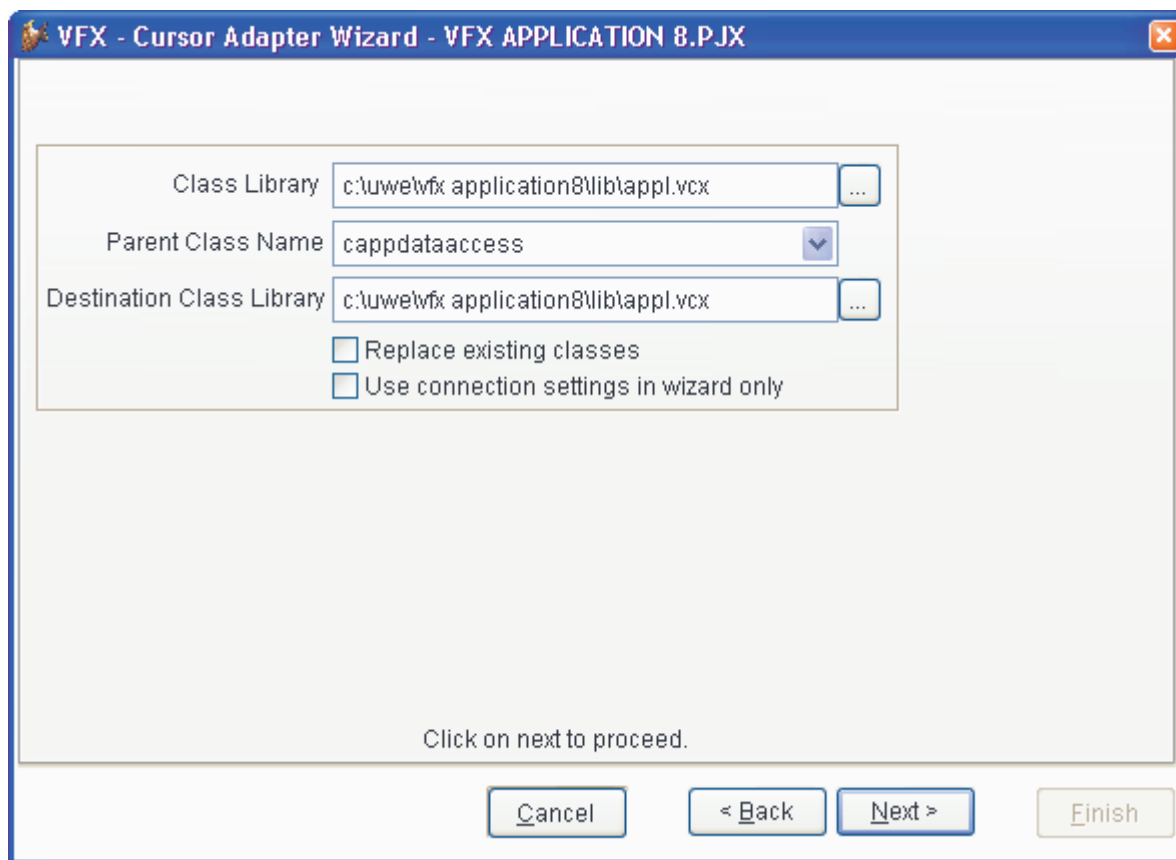 VFX - Cursor Adapter Wizard - VFX APPLICATION 8.PJX
Class Library c:\uwe\vfx application8\lib\appl.vcx ...
Parent Class Name cappdataaccess
Destination Class Library c:\uwe\vfx application8\lib\appl.vcx ...
Replace existing classes
Use connection settings in wizard only
Click on next to proceed.
Cancel < Back Next > Finish